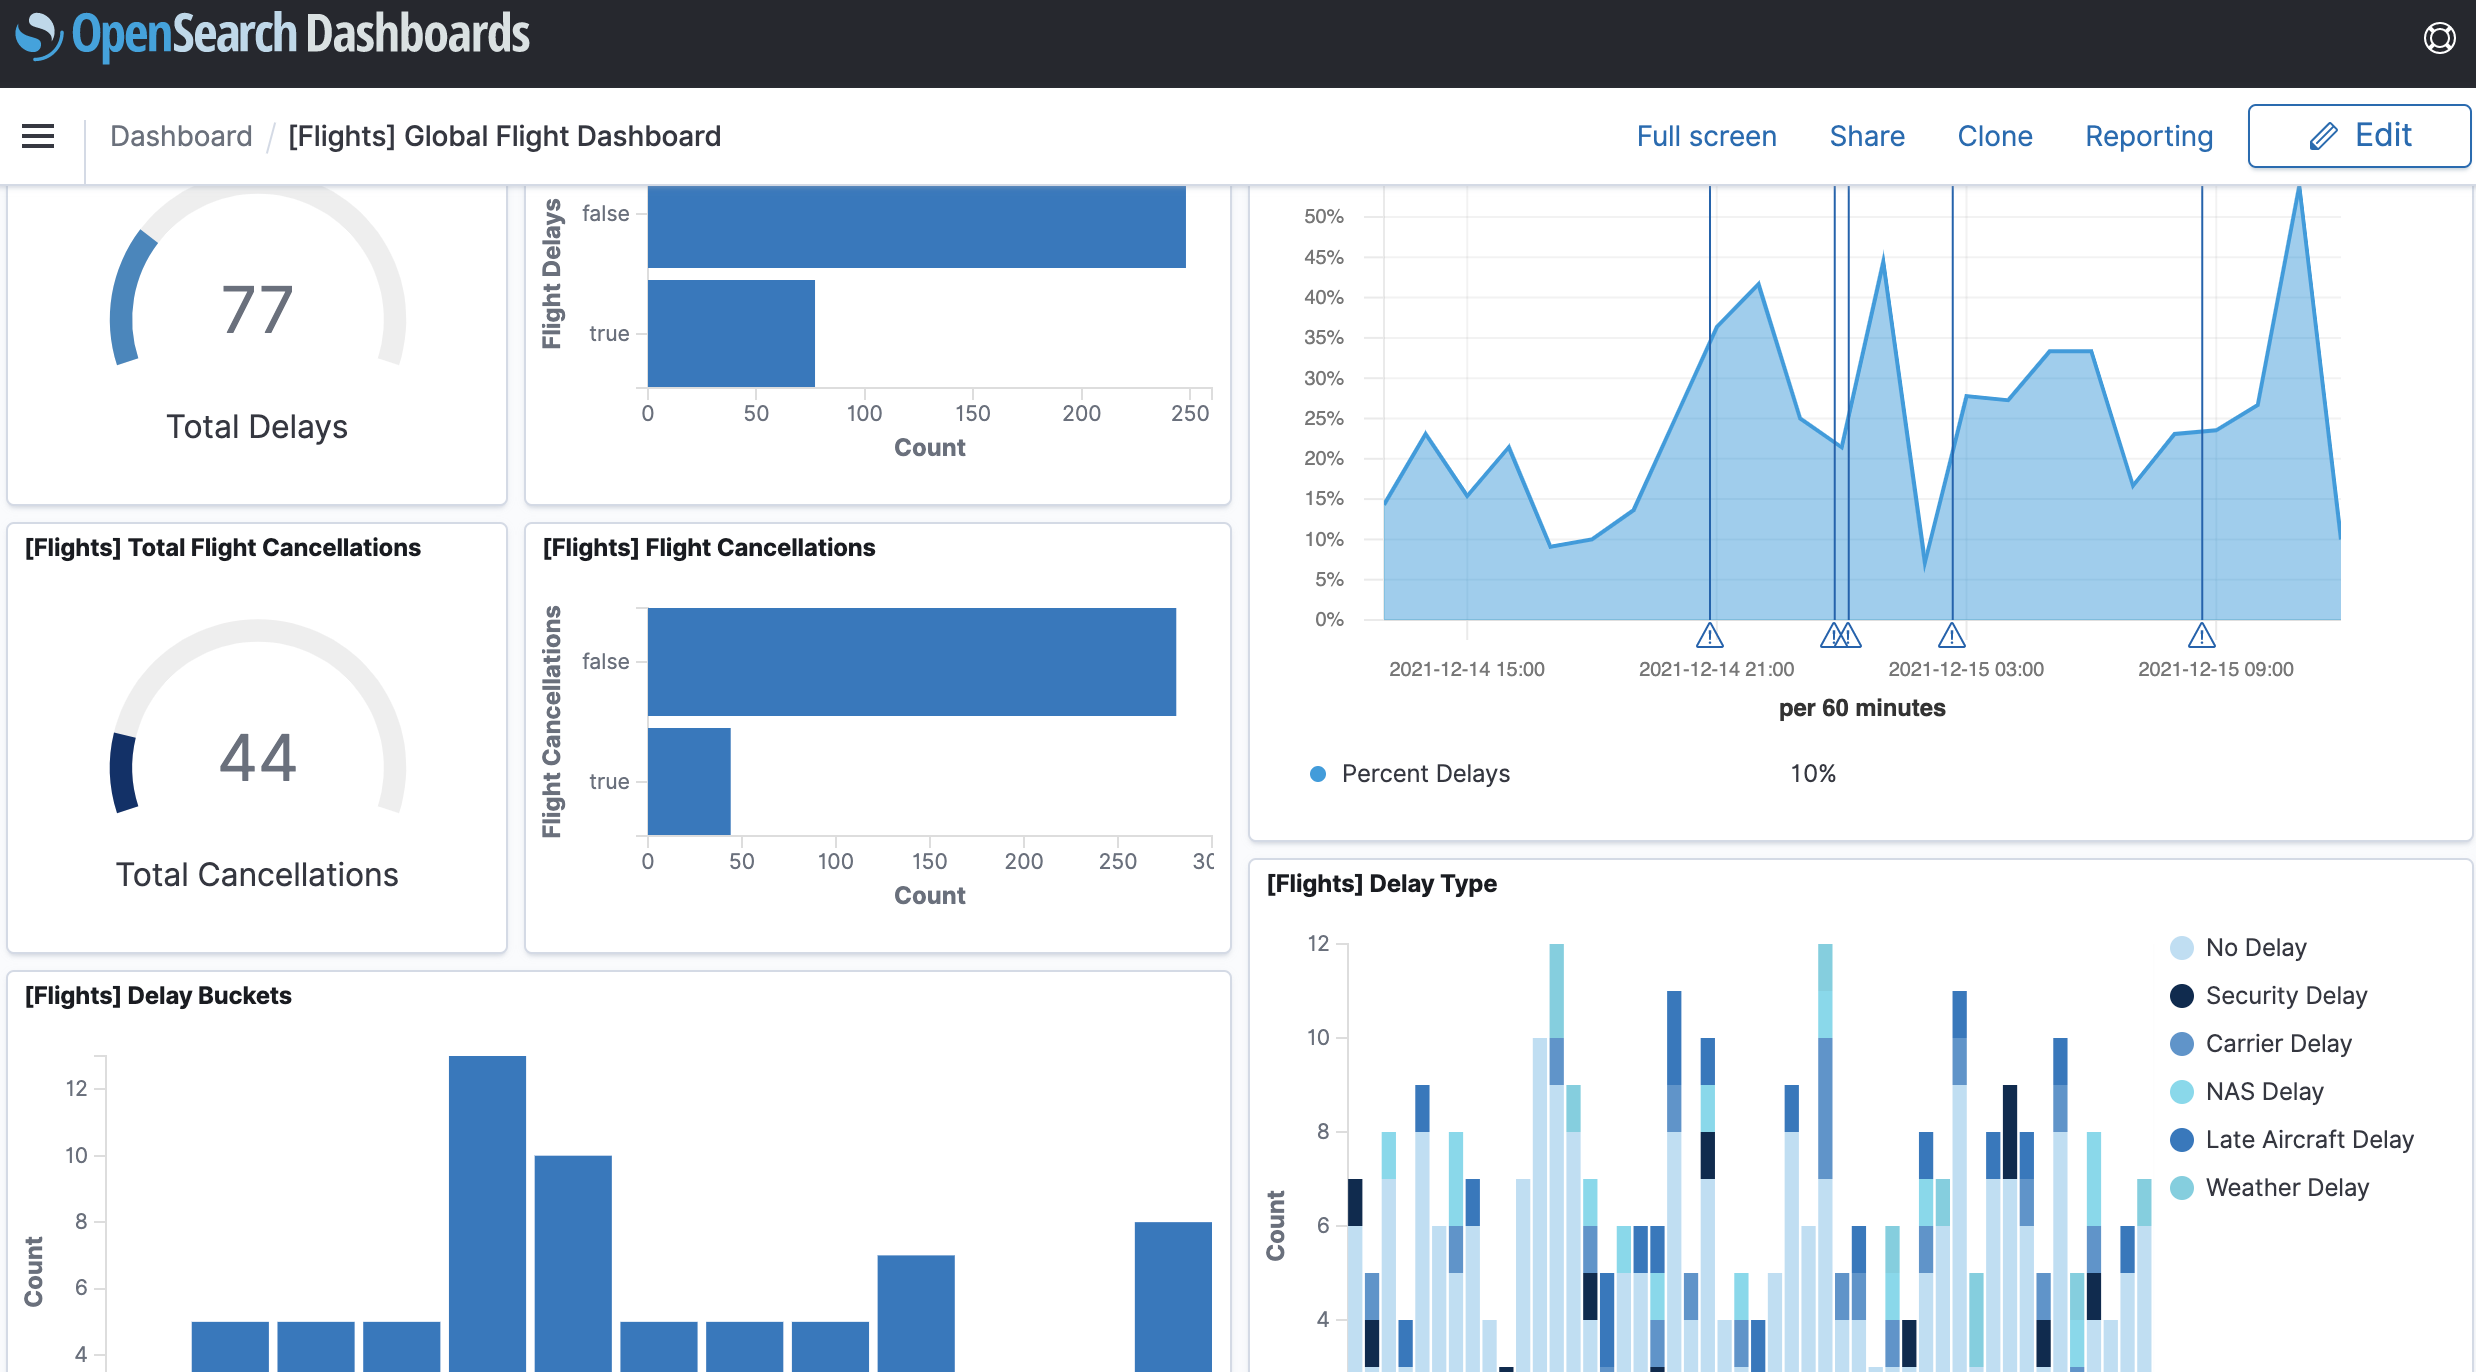 OpenSearch Dashboards
Dashboard / [Flights] Global Flight Dashboard
Full screen
Share
Clone
Reporting
Edit
77
Total Delays
Flight Delays
false
true
0 50 100 150 200 250
Count
50%
45%
40%
35%
30%
25%
20%
15%
10%
5%
0%
2021-12-14 15:00 2021-12-14 21:00 2021-12-15 03:00 2021-12-15 09:00
per 60 minutes
Percent Delays 10%
[Flights] Total Flight Cancellations
44
Total Cancellations
[Flights] Flight Cancellations
Flight Cancellations
false
true
0 50 100 150 200 250
Count
[Flights] Delay Buckets
Count
12
10
8
6
4
[Flights] Delay Type
Count
12
10
8
6
4
No Delay
Security Delay
Carrier Delay
NAS Delay
Late Aircraft Delay
Weather Delay